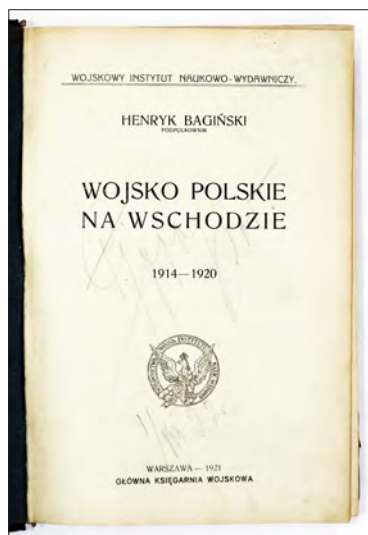 WOJSKOWY INSTYTUT NAUKOWO-WYDAWNICZY.
HENRYK BAGIŃSKI
PODPUŁKOWNIK
WOJSKO POLSKIE
NA WSCHODZIE
1914—1920
WARSZAWA — 1921
GŁÓWNA KSIĘGARNIA WOJSKOWA